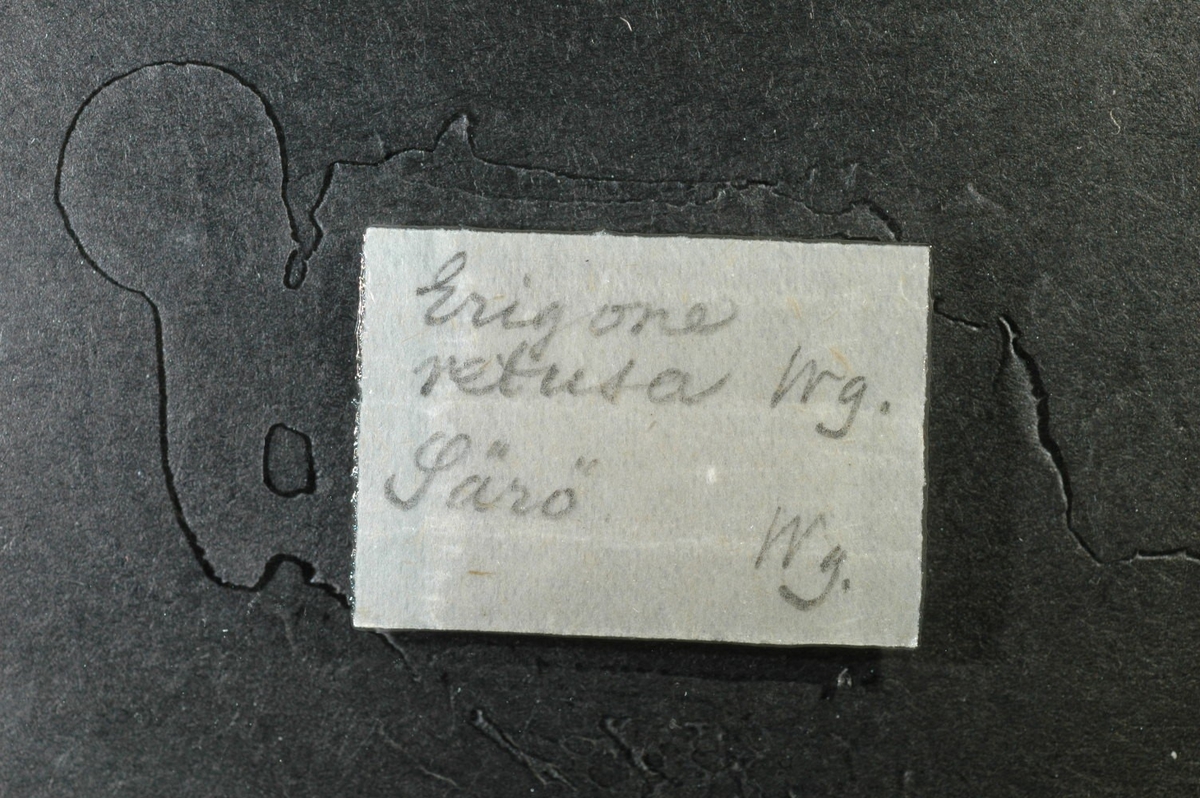 Erigone
retusa Wg.
Särö
Wg.